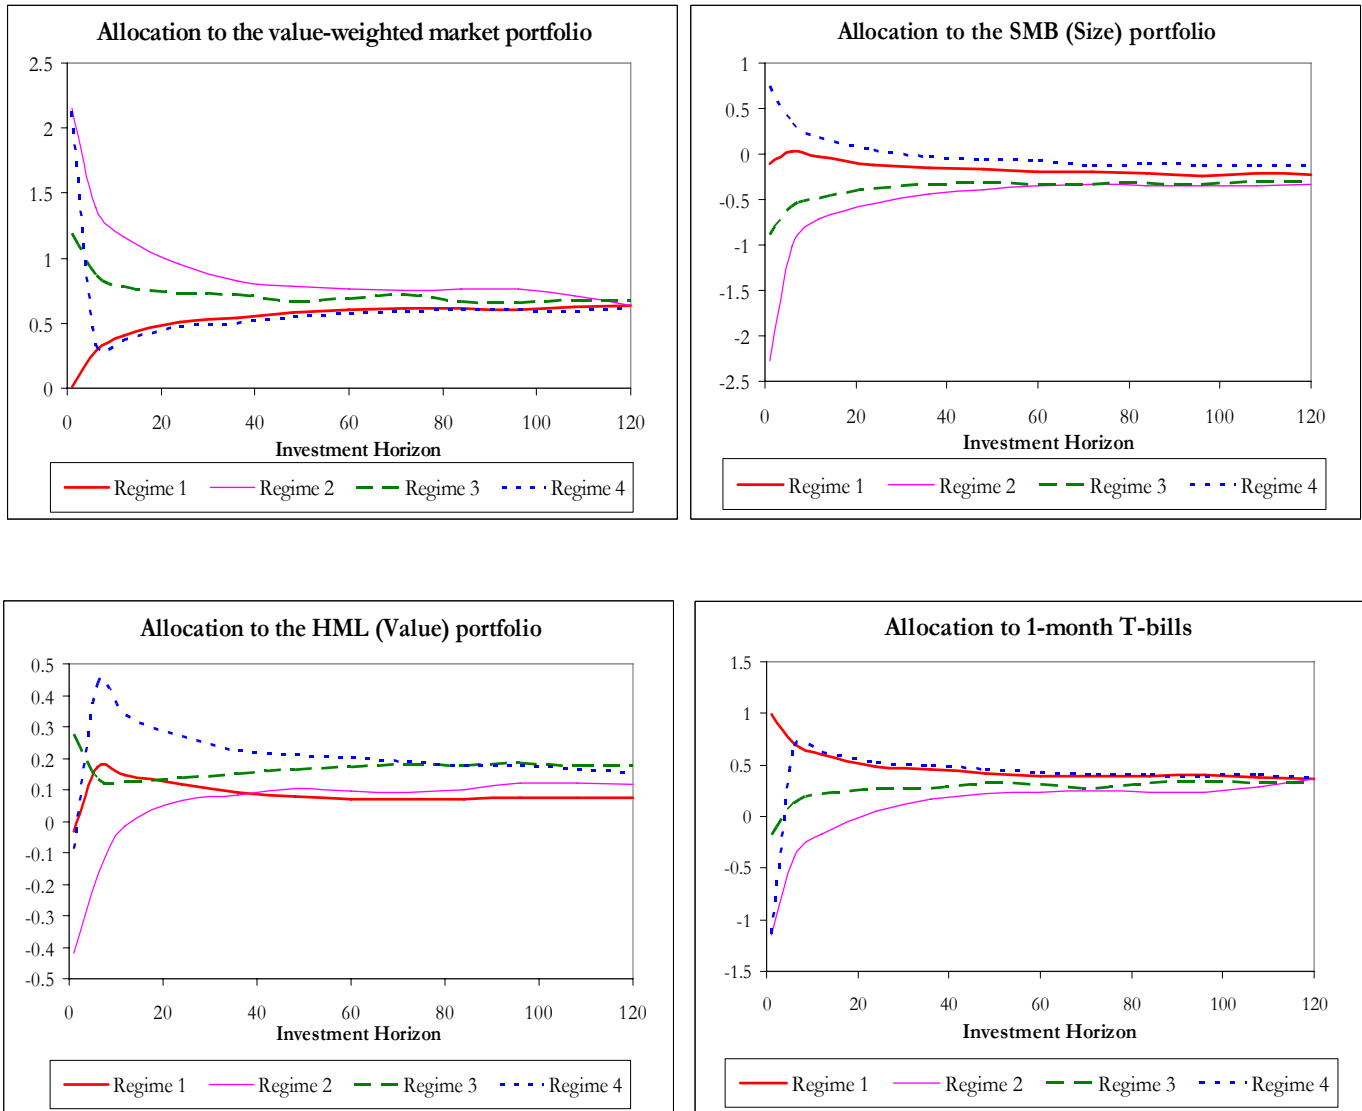 Allocation to the value-weighted market portfolio
2.5
2
1.5
1
0.5
0
0 20 40 60 80 100 120
Investment Horizon
Regime 1 Regime 2 Regime 3 Regime 4
Allocation to the SMB (Size) portfolio
1
0.5
0
-0.5
-1
-1.5
-2
-2.5
0 20 40 60 80 100 120
Investment Horizon
Regime 1 Regime 2 Regime 3 Regime 4
Allocation to the HML (Value) portfolio
0.5
0.4
0.3
0.2
0.1
0
-0.1
-0.2
-0.3
-0.4
-0.5
0 20 40 60 80 100 120
Investment Horizon
Regime 1 Regime 2 Regime 3 Regime 4
Allocation to 1-month T-bills
1.5
1
0.5
0
-0.5
-1
-1.5
0 20 40 60 80 100 120
Investment Horizon
Regime 1 Regime 2 Regime 3 Regime 4